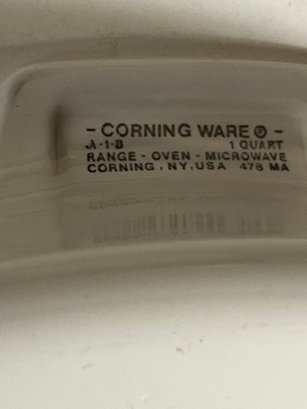 - CORNING WARE ® -
A-1-B 1 QUART
RANGE - OVEN - MICROWAVE
CORNING , NY, USA 478 MA